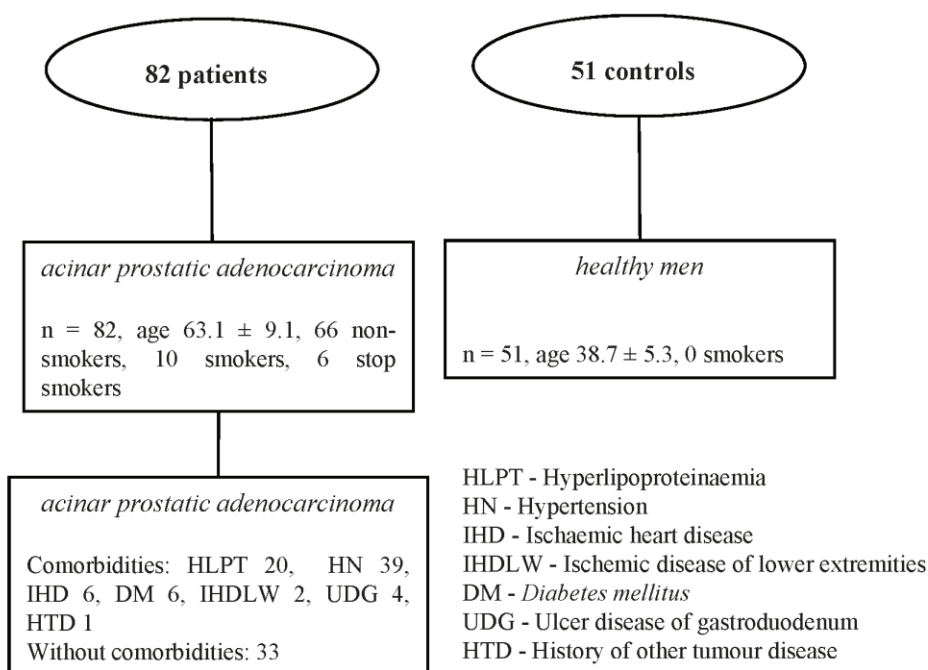 82 patients
51 controls
acinar prostatic adenocarcinoma
n = 82, age 63.1 ± 9.1, 66 non-
smokers, 10 smokers, 6 stop
smokers
healthy men
n = 51, age 38.7 ± 5.3, 0 smokers
acinar prostatic adenocarcinoma
Comorbidities: HLPT 20, HN 39,
IHD 6, DM 6, IHDLW 2, UDG 4,
HTD 1
Without comorbidities: 33
HLPT - Hyperlipoproteinaemia
HN - Hypertension
IHD - Ischaemic heart disease
IHDLW - Ischemic disease of lower extremities
DM - Diabetes mellitus
UDG - Ulcer disease of gastroduodenum
HTD - History of other tumour disease